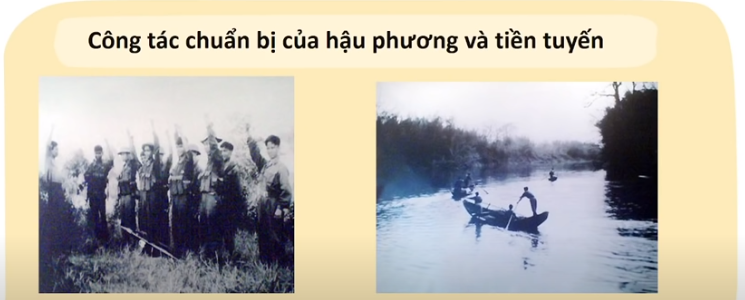 Công tác chuẩn bị của hậu phương và tiền tuyến